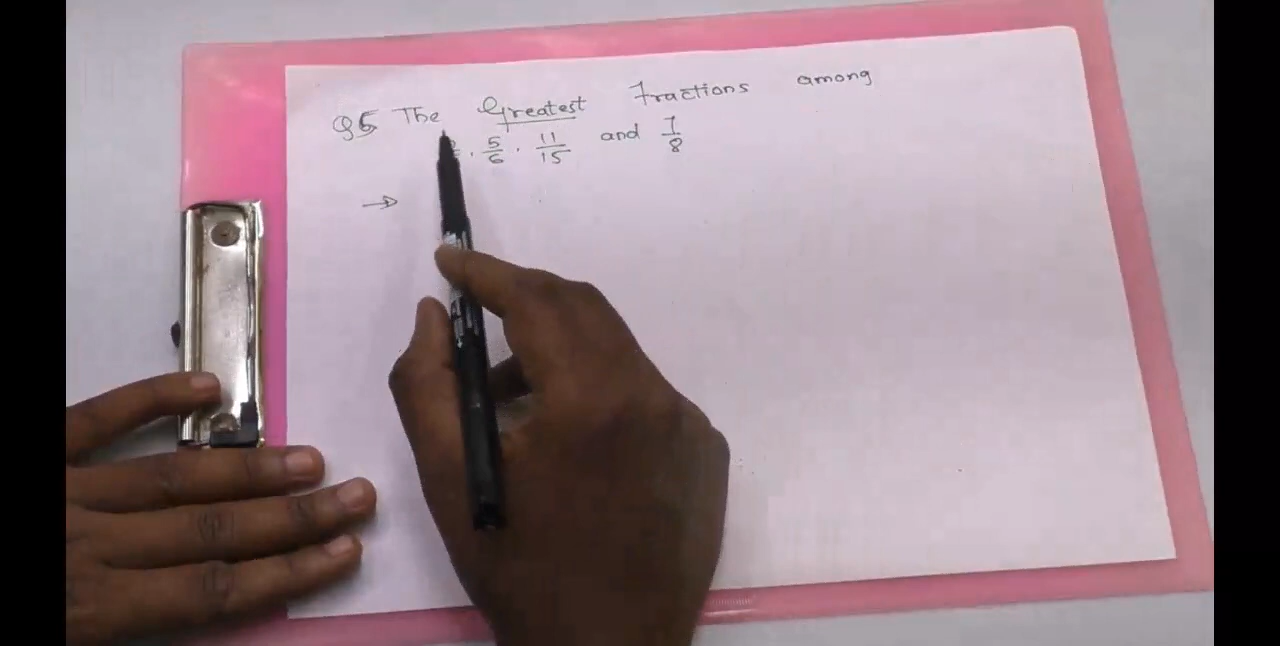 Q5 The Greatest Fractions among
5/6 . 11/15 and 7/8
→